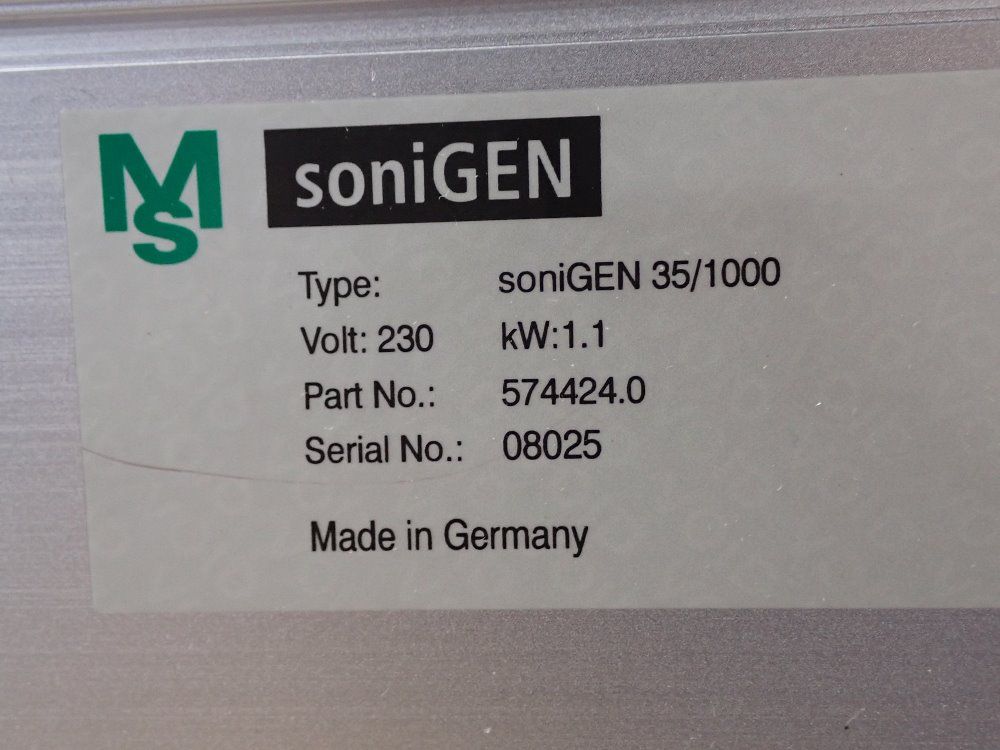 MS
soniGEN
Type: soniGEN 35/1000
Volt: 230 kW:1.1
Part No.: 574424.0
Serial No.: 08025
Made in Germany